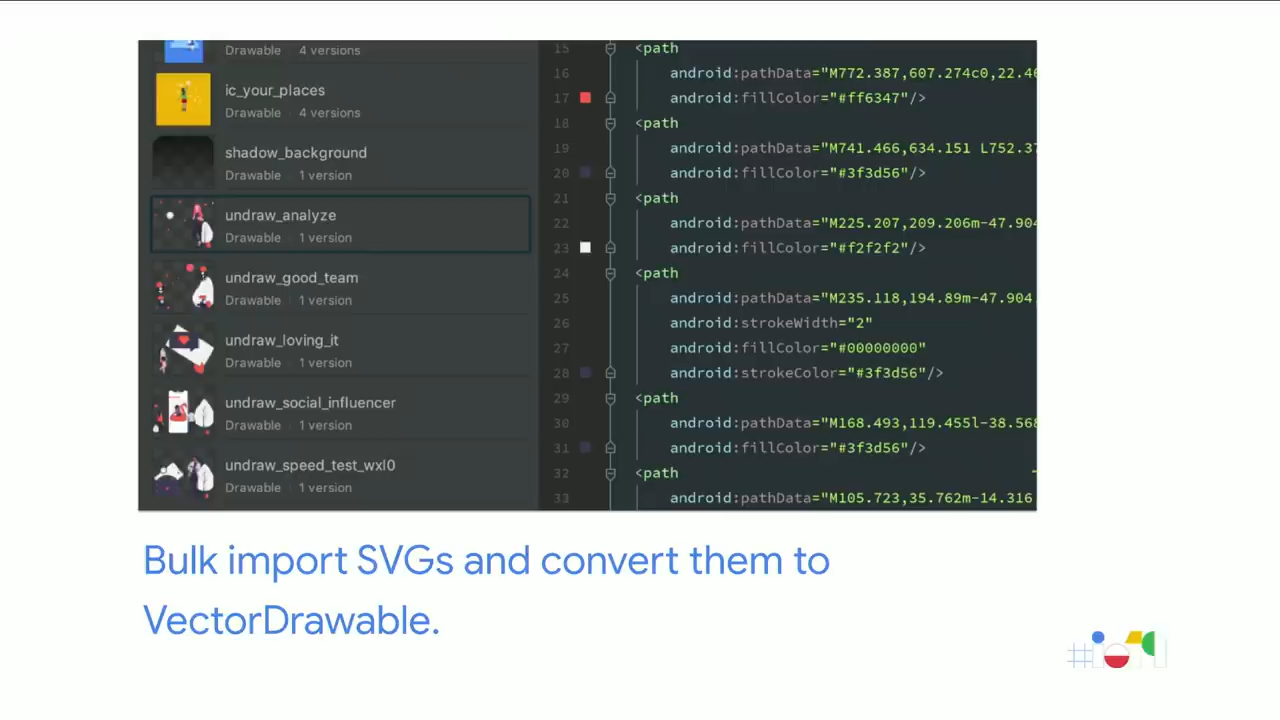 Drawable 4 versions
ic_your_places
Drawable 4 versions
shadow_background
Drawable 1 version
undraw_analyze
Drawable 1 version
undraw_good_team
Drawable 1 version
undraw_loving_it
Drawable 1 version
undraw_social_influencer
Drawable 1 version
undraw_speed_test_wxl0
Drawable 1 version
15 <path
16 android:pathData="M772.387,607.274c0,22.46
17 android:fillColor="#ff6347"/>
18 <path
19 android:pathData="M741.466,634.151 L752.37
20 android:fillColor="#3f3d56"/>
21 <path
22 android:pathData="M225.207,209.206m-47.904
23 android:fillColor="#f2f2f2"/>
24 <path
25 android:pathData="M235.118,194.89m-47.904
26 android:strokeWidth="2"
27 android:fillColor="#00000000"
28 android:strokeColor="#3f3d56"/>
29 <path
30 android:pathData="M168.493,119.455l-38.568
31 android:fillColor="#3f3d56"/>
32 <path
33 android:pathData="M105.723,35.762m-14.316
Bulk import SVGs and convert them to
VectorDrawable.
#io19